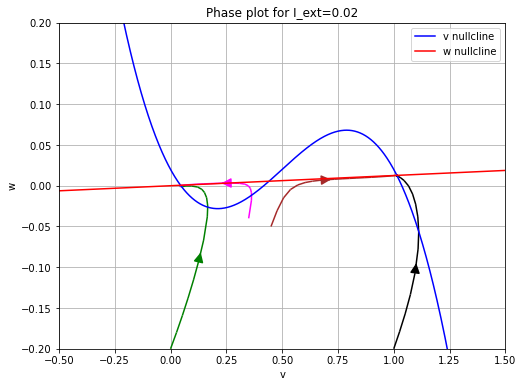 Phase plot for I_ext=0.02
v nullcline
w nullcline
w
0.20
0.15
0.10
0.05
0.00
−0.05
−0.10
−0.15
−0.20
−0.50 −0.25 0.00 0.25 0.50 0.75 1.00 1.25 1.50
v